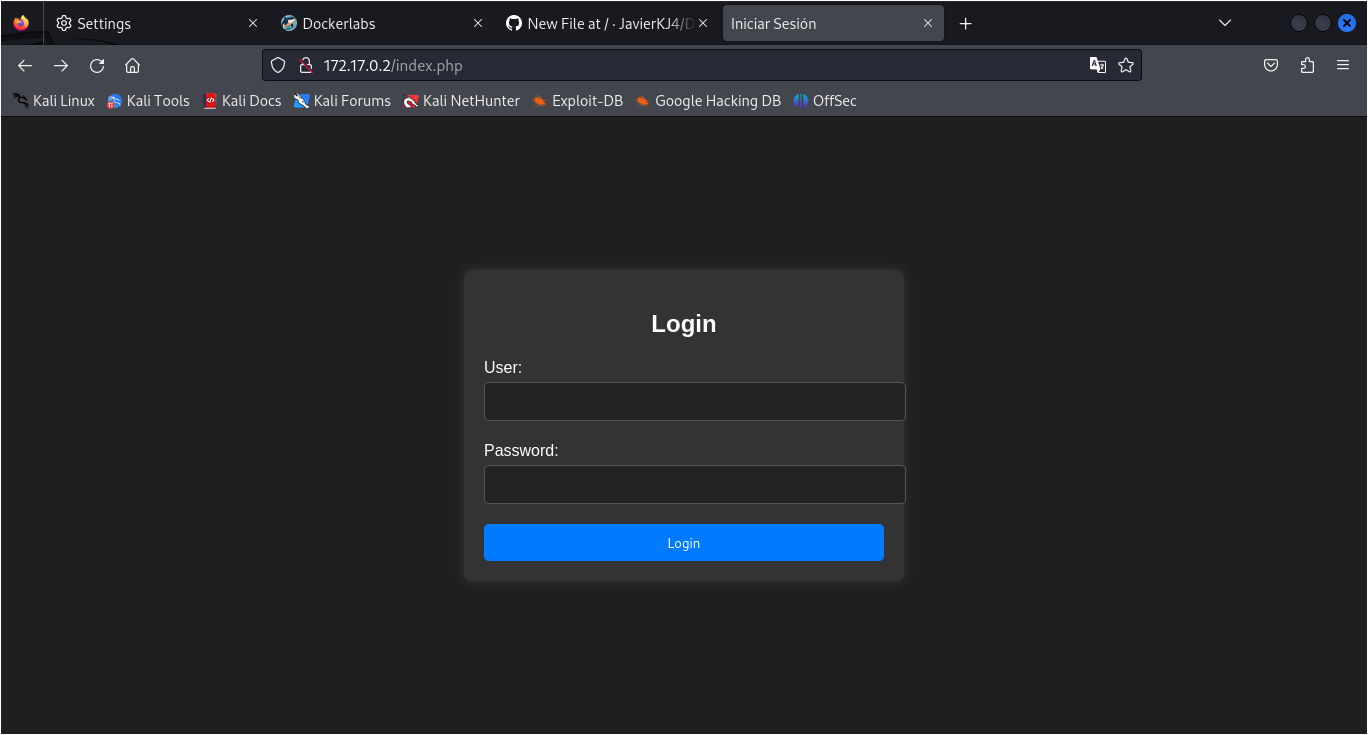 Settings
Dockerlabs
New File at / · JavierKJ4/D
Iniciar Sesión
172.17.0.2/index.php
Kali Linux
Kali Tools
Kali Docs
Kali Forums
Kali NetHunter
Exploit-DB
Google Hacking DB
OffSec
Login
User:
Password:
Login